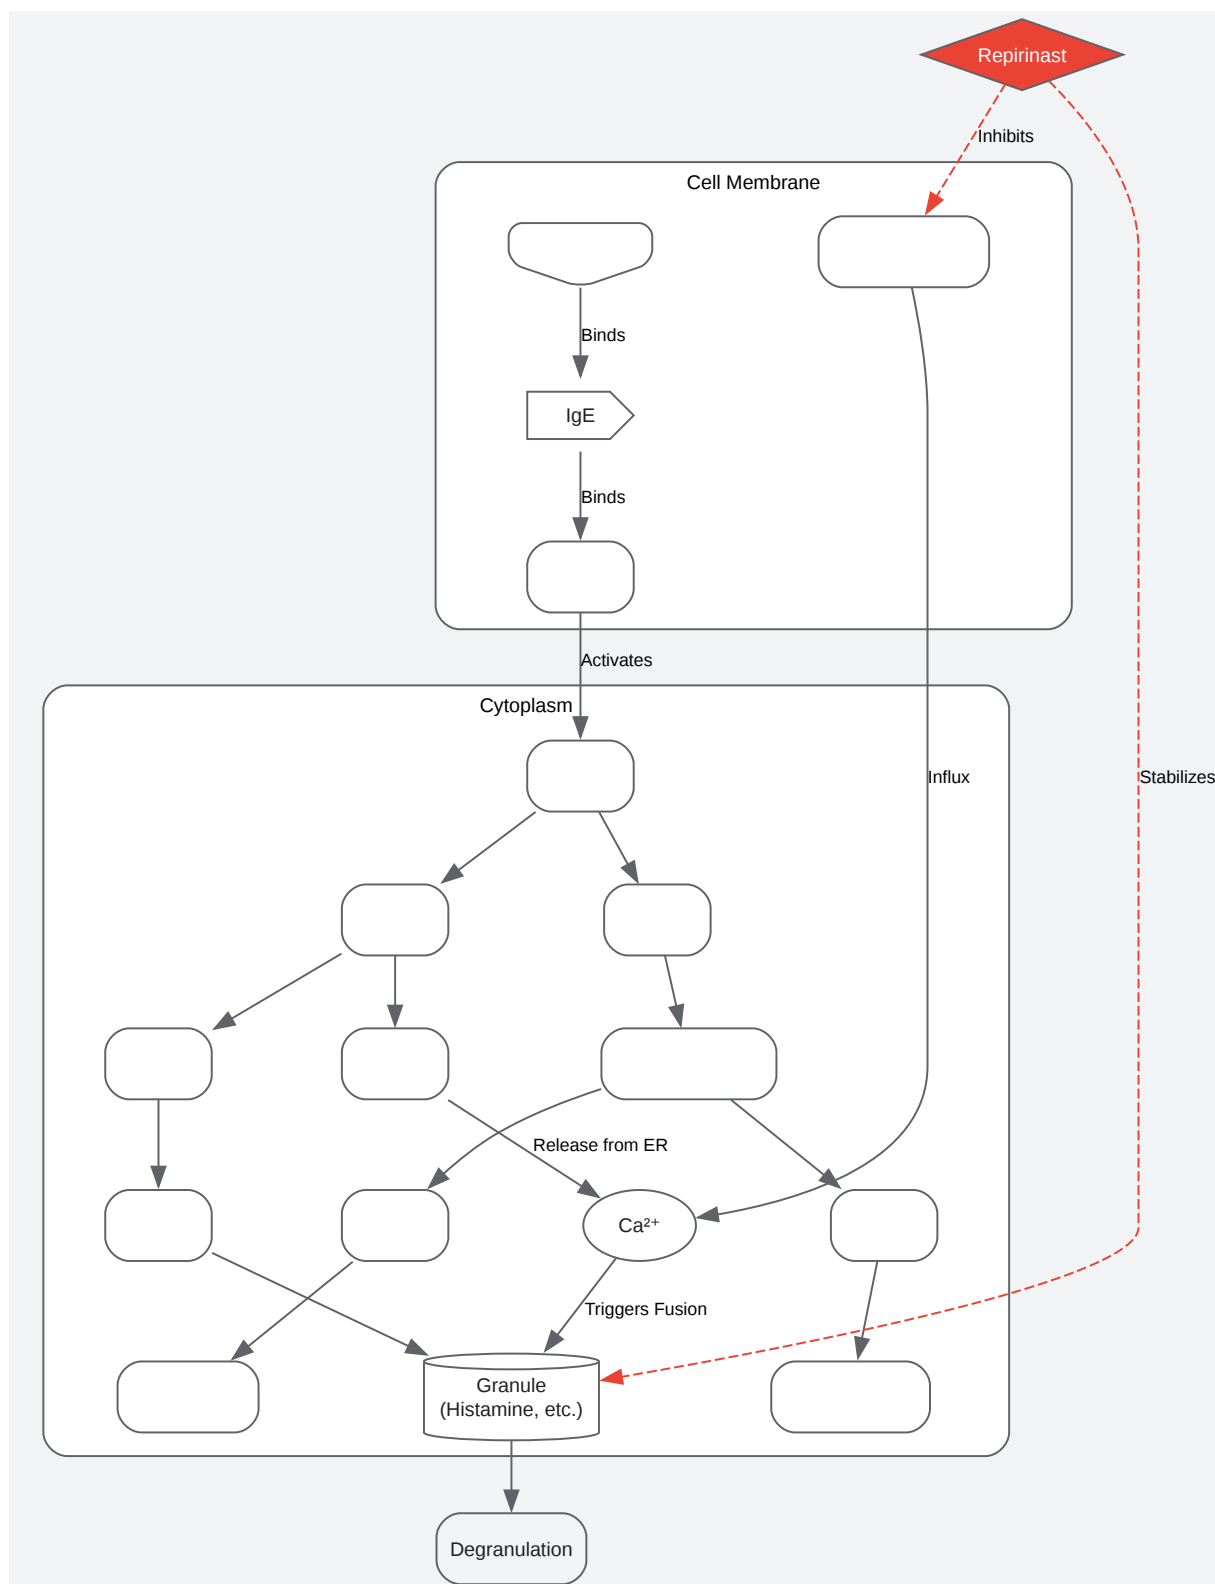 Repirinast
Inhibits
Cell Membrane
Binds
IgE
Binds
Activates
Cytoplasm
Influx
Stabilizes
Release from ER
Ca²⁺
Triggers Fusion
Granule
(Histamine, etc.)
Degranulation